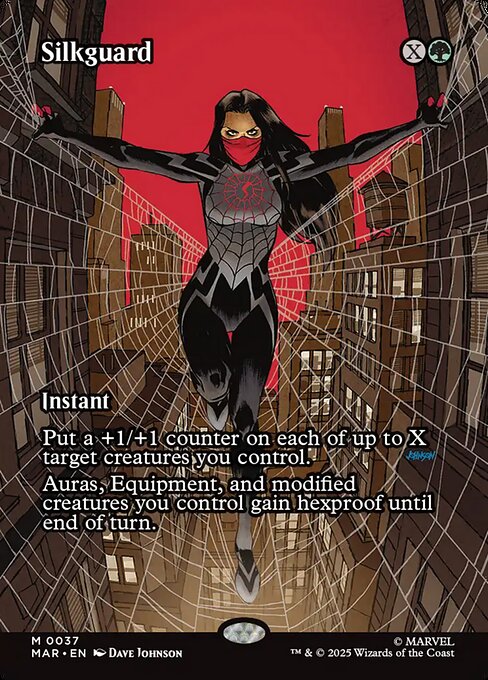 Silkguard X
Instant
Put a +1/+1 counter on each of up to X
target creatures you control.
JOHNSON
Auras, Equipment, and modified
creatures you control gain hexproof until
end of turn.
M 0037
MAR • EN Dave Johnson
© MARVEL
™ & © 2025 Wizards of the Coast